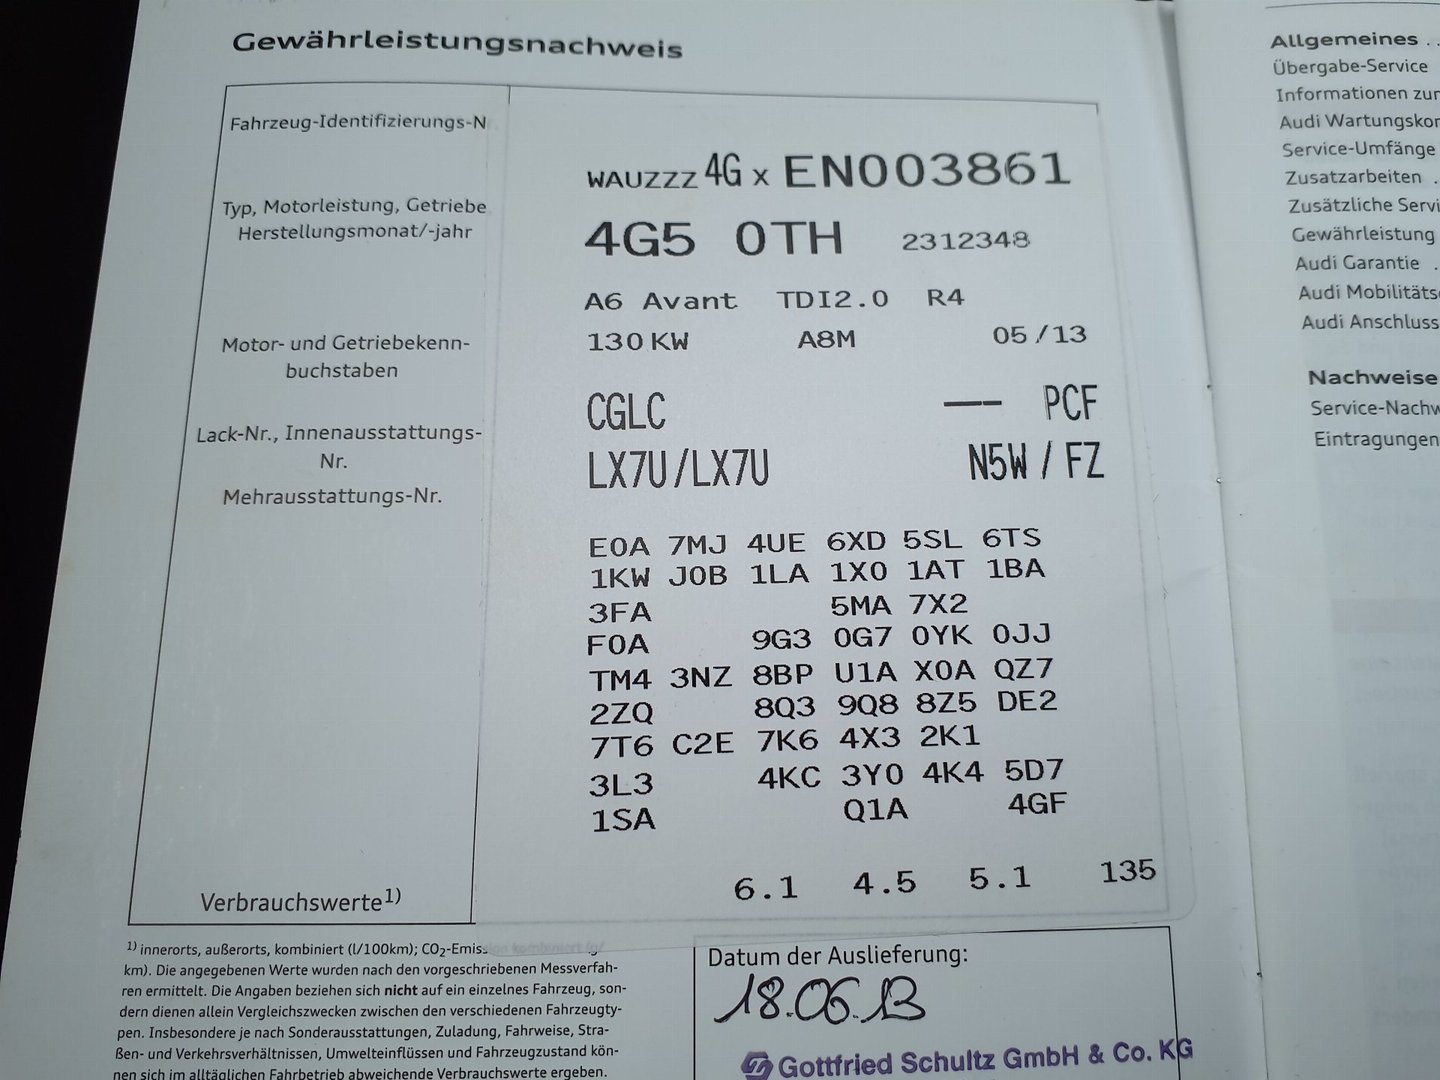 Gewährleistungsnachweis
Fahrzeug-Identifizierungs-N
WAUZZZ 4G x EN003861
Typ, Motorleistung, Getriebe
Herstellungsmonat/-jahr
4G5 0TH 2312348
A6 Avant TDI2.0 R4
130 KW A8M 05/13
Motor- und Getriebekenn-
buchstaben
CGLC --- PCF
Lack-Nr., Innenausstattungs-
Nr.
LX7U/LX7U N5W / FZ
Mehrausstattungs-Nr.
E0A 7MJ 4UE 6XD 5SL 6TS
1KW J0B 1LA 1X0 1AT 1BA
3FA 5MA 7X2
F0A 9G3 0G7 0YK 0JJ
TM4 3NZ 8BP U1A X0A QZ7
2ZQ 8Q3 9Q8 8Z5 DE2
7T6 C2E 7K6 4X3 2K1
3L3 4KC 3Y0 4K4 5D7
1SA Q1A 4GF
Verbrauchswerte1)
6.1 4.5 5.1 135
1) innerorts, außerorts, kombiniert (l/100km); CO2-Emission kombiniert (g/
km). Die angegebenen Werte wurden nach den vorgeschriebenen Messverfah-
ren ermittelt. Die Angaben beziehen sich nicht auf ein einzelnes Fahrzeug, son-
dern dienen allein Vergleichszwecken zwischen den verschiedenen Fahrzeugty-
pen. Insbesondere je nach Sonderausstattungen, Zuladung, Fahrweise, Stra-
ßen- und Verkehrsverhältnissen, Umwelteinflüssen und Fahrzeugzustand kön-
nen sich im alltäglichen Fahrbetrieb abweichende Verbrauchswerte ergeben.
Datum der Auslieferung:
18.06.13
Gottfried Schultz GmbH & Co. KG
Allgemeines . .
Übergabe-Service
Informationen zur
Audi Wartungskon
Service-Umfänge
Zusatzarbeiten .
Zusätzliche Servi
Gewährleistung
Audi Garantie .
Audi Mobilitätsg
Audi Anschluss
Nachweise
Service-Nachw
Eintragungen